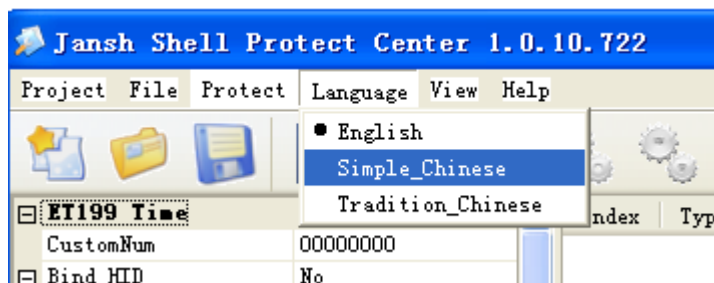 Jansh Shell Protect Center 1.0.10.722
Project File Protect Language View Help
English
Simple_Chinese
Tradition_Chinese
ET199 Time
CustomNum 00000000
Bind HID No